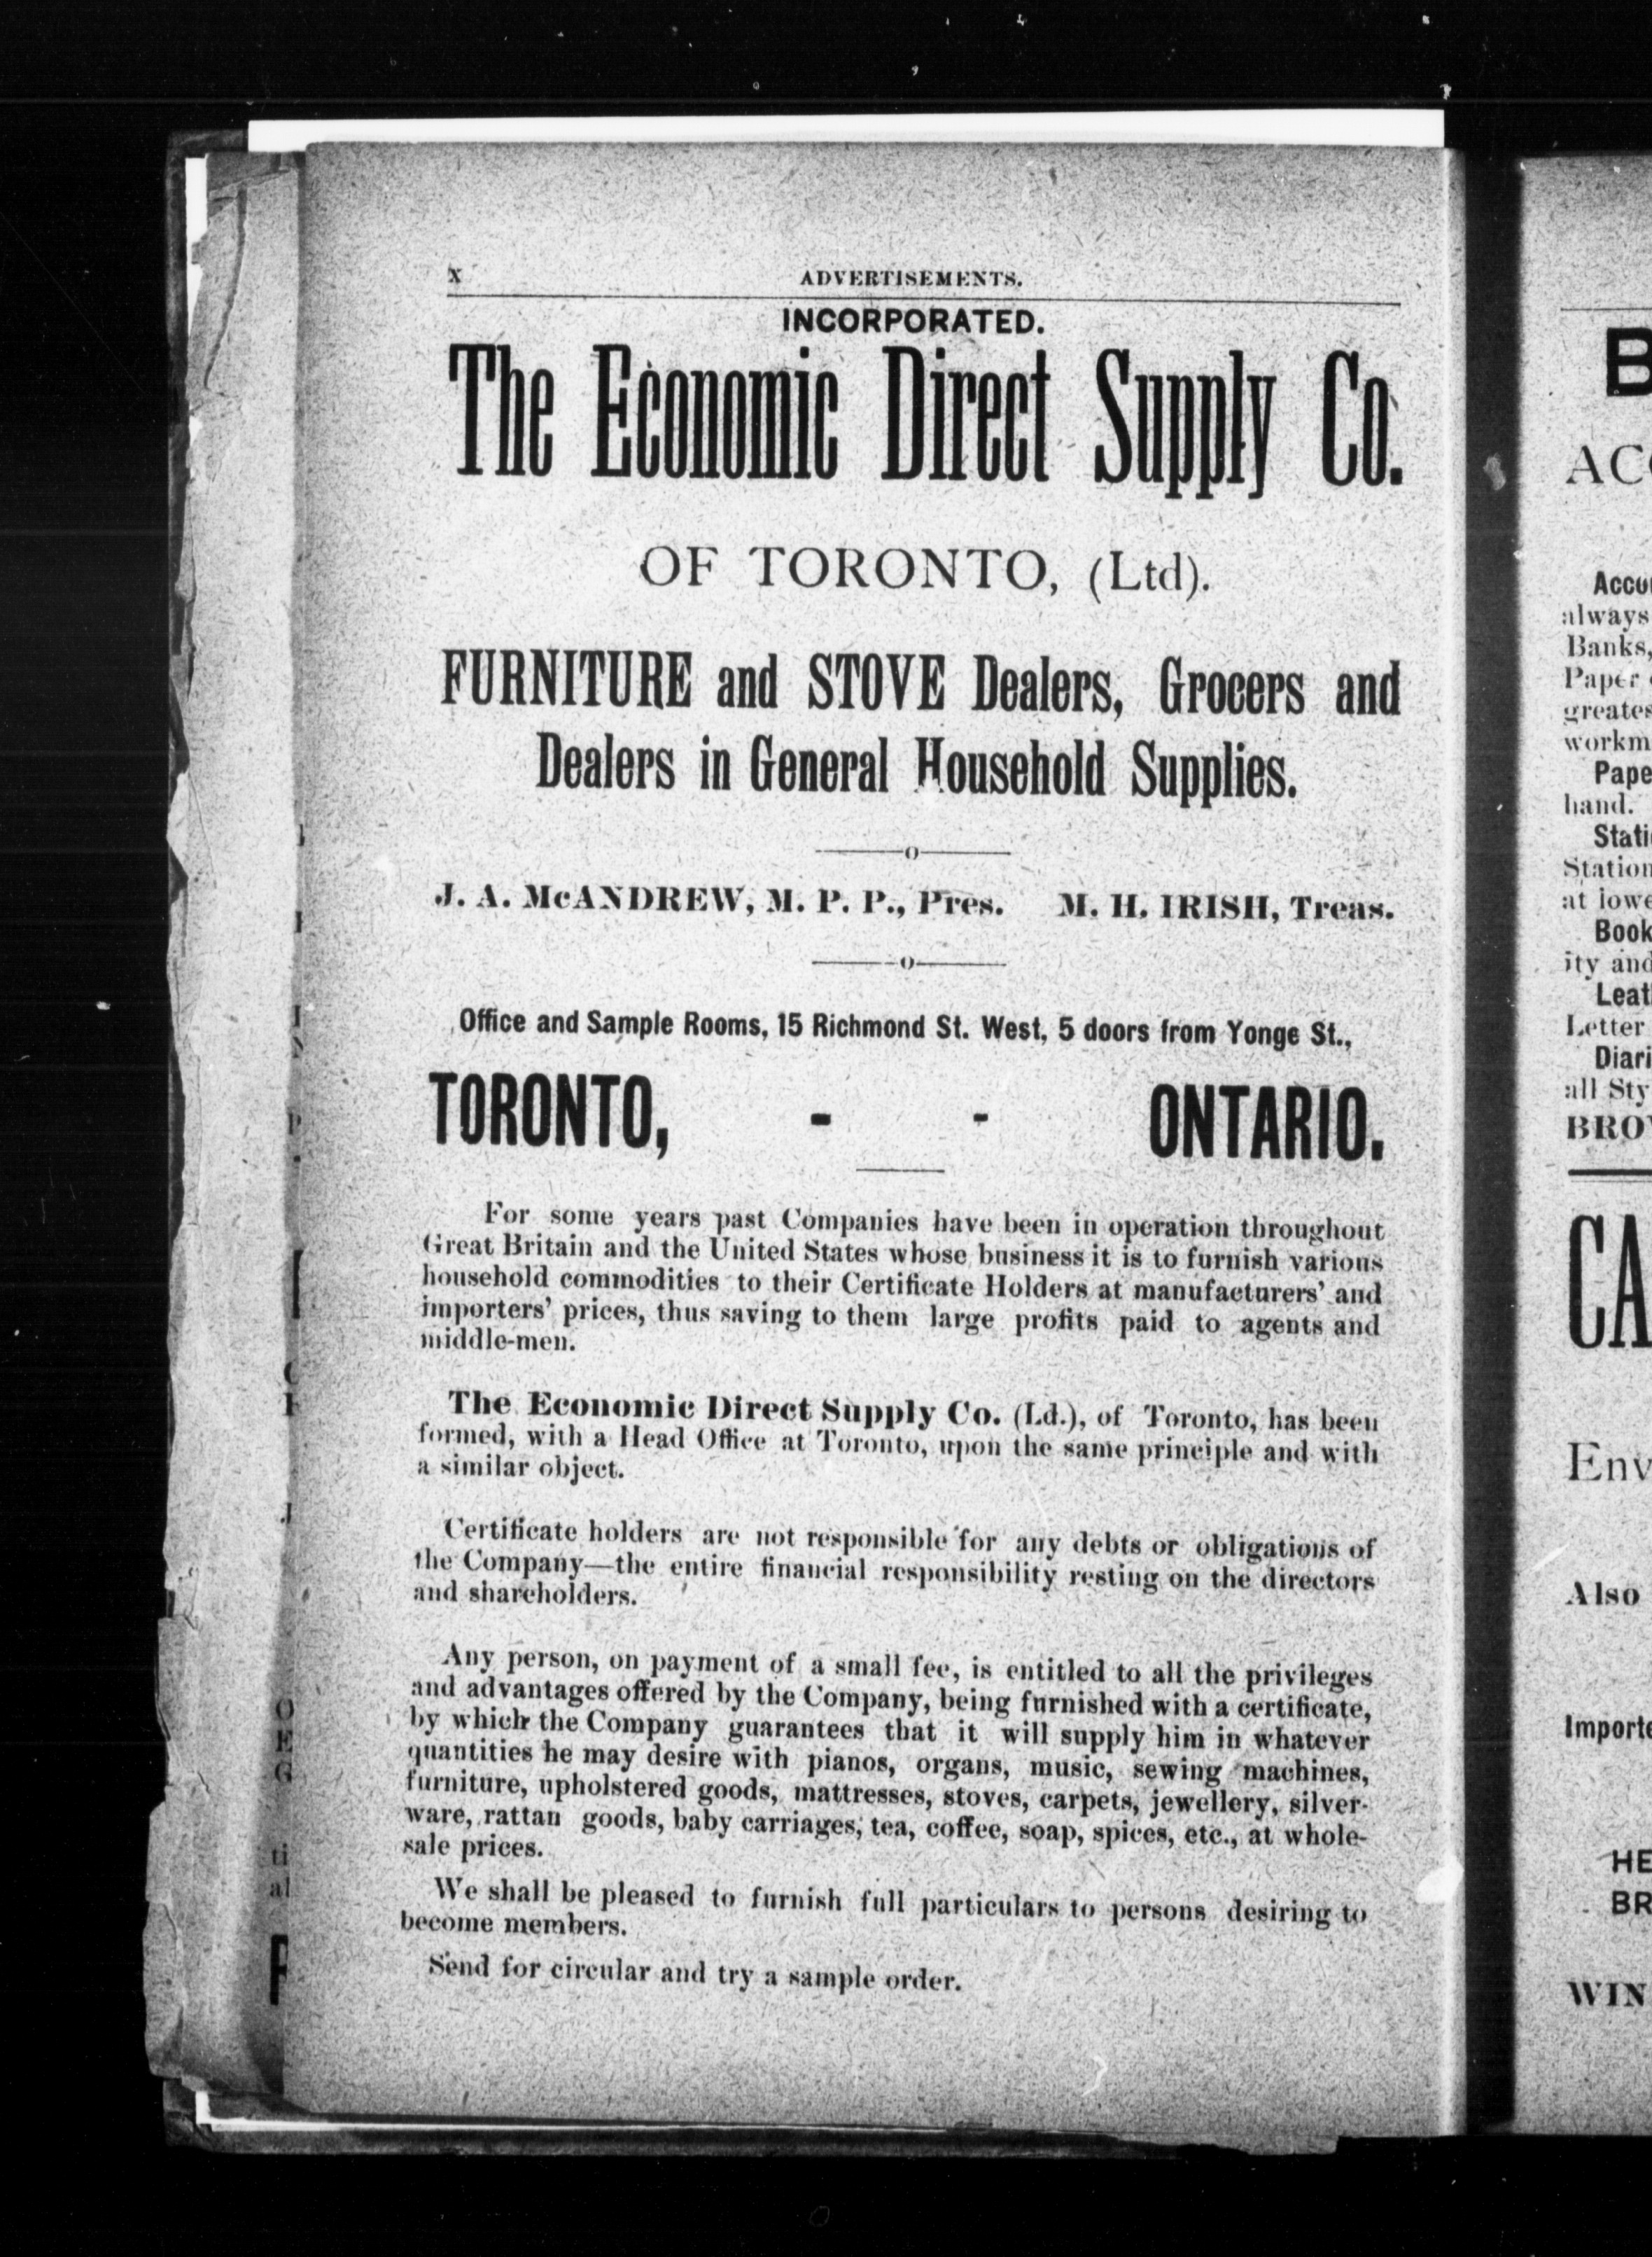 x
ADVERTISEMENTS.
INCORPORATED.
The Economic Direct Supply Co.
OF TORONTO, (Ltd).
FURNITURE and STOVE Dealers, Grocers and
Dealers in General Household Supplies.
J. A. McANDREW, M. P. P., Pres. M. H. IRISH, Treas.
Office and Sample Rooms, 15 Richmond St. West, 5 doors from Yonge St.,
TORONTO, - - ONTARIO.
For some years past Companies have been in operation throughout
Great Britain and the United States whose business it is to furnish various
household commodities to their Certificate Holders at manufacturers' and
importers' prices, thus saving to them large profits paid to agents and
middle-men.
The Economic Direct Supply Co. (Ld.), of Toronto, has been
formed, with a Head Office at Toronto, upon the same principle and with
a similar object.
Certificate holders are not responsible for any debts or obligations of
the Company—the entire financial responsibility resting on the directors
and shareholders.
Any person, on payment of a small fee, is entitled to all the privileges
and advantages offered by the Company, being furnished with a certificate,
by which the Company guarantees that it will supply him in whatever
quantities he may desire with pianos, organs, music, sewing machines,
furniture, upholstered goods, mattresses, stoves, carpets, jewellery, silver-
ware, rattan goods, baby carriages, tea, coffee, soap, spices, etc., at whole-
sale prices.
We shall be pleased to furnish full particulars to persons desiring to
become members.
Send for circular and try a sample order.
B
always
Banks,
Paper
hand.
Book
ity and
Letter
CA
Also
WIN